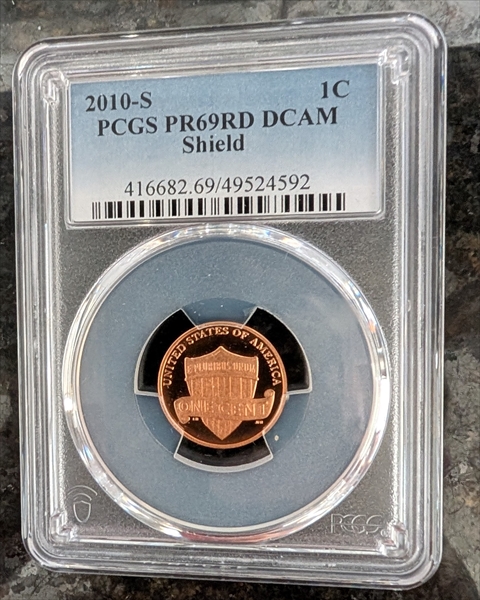 2010-S 1C
PCGS PR69RD DCAM
Shield
416682.69/49524592
UNITED STATES OF AMERICA
E PLURIBUS UNUM
ONE CENT
PCGS